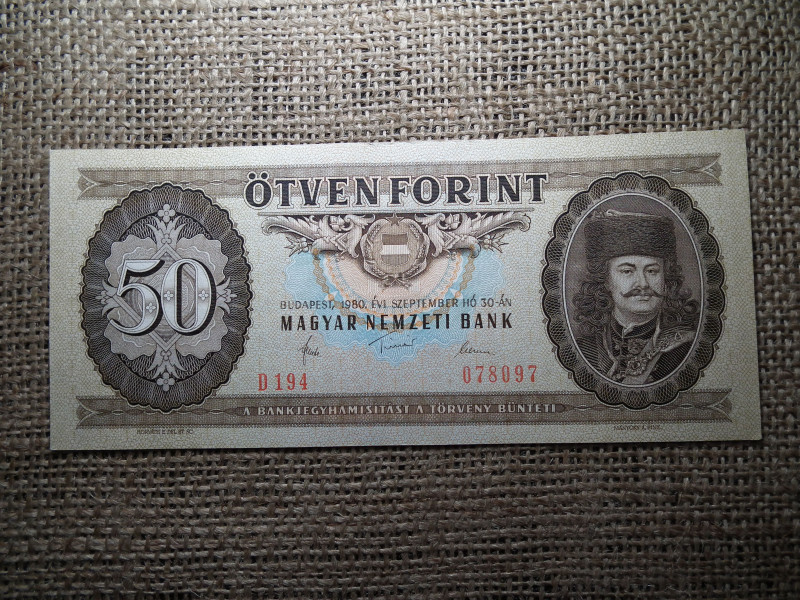 ÖTVEN FORINT
50
BUDAPEST, 1980. ÉVI SZEPTEMBER HÓ 30-ÁN
MAGYAR NEMZETI BANK
D 194 078097
A BANKJEGYHAMISÍTÁST A TÖRVÉNY BÜNTETI